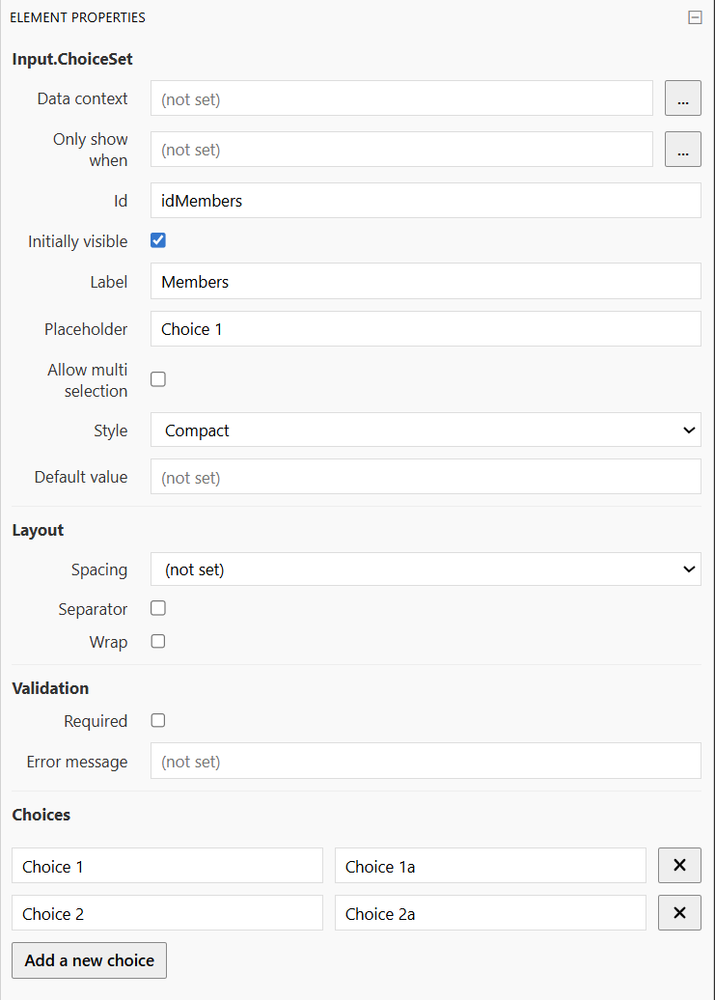 ELEMENT PROPERTIES
Input.ChoiceSet
Data context (not set) ...
Only show when (not set) ...
Id idMembers
Initially visible
Label Members
Placeholder Choice 1
Allow multi selection
Style Compact
Default value (not set)
Layout
Spacing (not set)
Separator
Wrap
Validation
Required
Error message (not set)
Choices
Choice 1 Choice 1a
Choice 2 Choice 2a
Add a new choice